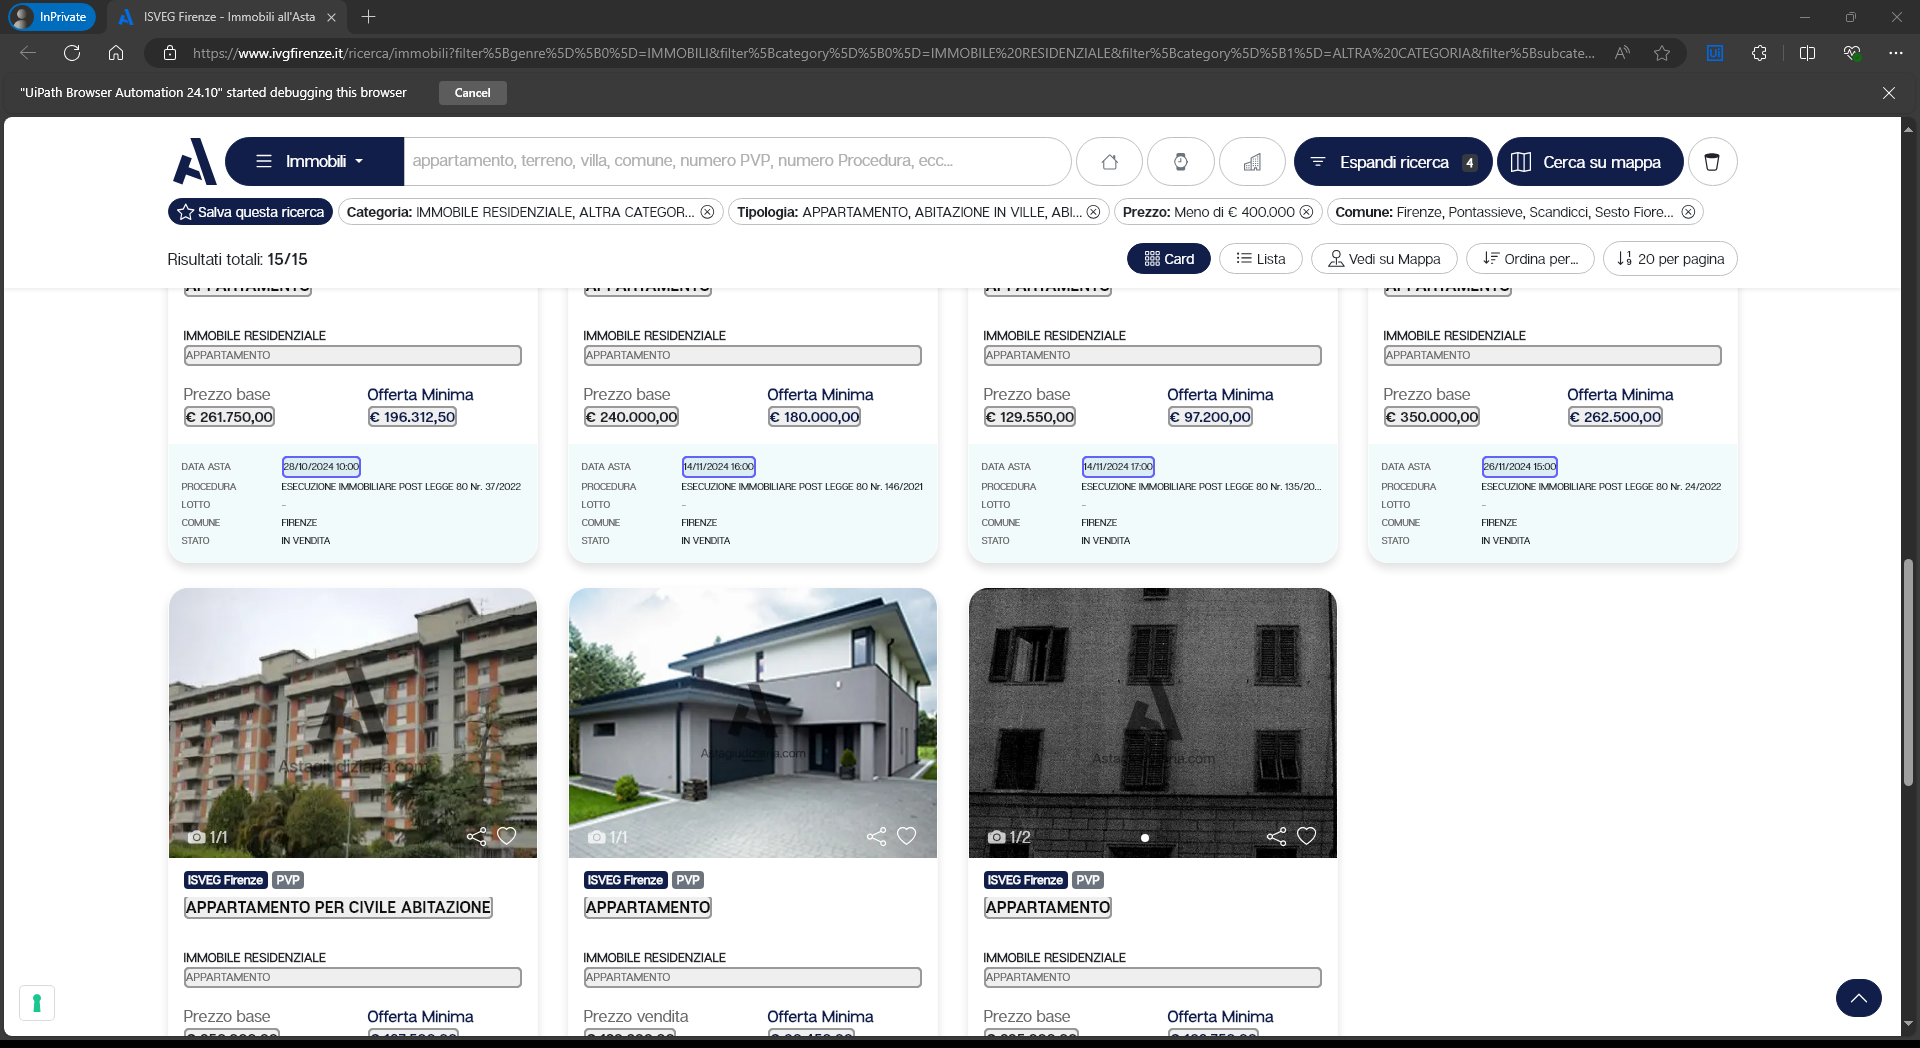 InPrivate
ISVEG Firenze - Immobili all'Asta
https://www.ivgfirenze.it/ricerca/immobili?filter%5Bgenre%5D%5B0%5D=IMMOBILI&filter%5Bcategory%5D%5B0%5D=IMMOBILE%20RESIDENZIALE&filter%5Bcategory%5D%5B1%5D=ALTRA%20CATEGORIA&filter%5Bsubcate...
"UiPath Browser Automation 24.10" started debugging this browser
Cancel
Immobili
appartamento, terreno, villa, comune, numero PVP, numero Procedura, ecc...
Espandi ricerca 4
Cerca su mappa
Salva questa ricerca
Categoria: IMMOBILE RESIDENZIALE, ALTRA CATEGOR...
Tipologia: APPARTAMENTO, ABITAZIONE IN VILLE, ABI...
Prezzo: Meno di € 400.000
Comune: Firenze, Pontassieve, Scandicci, Sesto Fiore...
Risultati totali: 15/15
Card
Lista
Vedi su Mappa
Ordina per...
20 per pagina
APPARTAMENTO
IMMOBILE RESIDENZIALE
APPARTAMENTO
Prezzo base Offerta Minima
€ 261.750,00 € 196.312,50
DATA ASTA 28/10/2024 10:00
PROCEDURA ESECUZIONE IMMOBILIARE POST LEGGE 80 Nr. 37/2022
LOTTO -
COMUNE FIRENZE
STATO IN VENDITA
APPARTAMENTO
IMMOBILE RESIDENZIALE
APPARTAMENTO
Prezzo base Offerta Minima
€ 240.000,00 € 180.000,00
DATA ASTA 14/11/2024 16:00
PROCEDURA ESECUZIONE IMMOBILIARE POST LEGGE 80 Nr. 146/2021
LOTTO -
COMUNE FIRENZE
STATO IN VENDITA
APPARTAMENTO
IMMOBILE RESIDENZIALE
APPARTAMENTO
Prezzo base Offerta Minima
€ 129.550,00 € 97.200,00
DATA ASTA 14/11/2024 17:00
PROCEDURA ESECUZIONE IMMOBILIARE POST LEGGE 80 Nr. 135/20...
LOTTO -
COMUNE FIRENZE
STATO IN VENDITA
APPARTAMENTO
IMMOBILE RESIDENZIALE
APPARTAMENTO
Prezzo base Offerta Minima
€ 350.000,00 € 262.500,00
DATA ASTA 26/11/2024 15:00
PROCEDURA ESECUZIONE IMMOBILIARE POST LEGGE 80 Nr. 24/2022
LOTTO -
COMUNE FIRENZE
STATO IN VENDITA
Astagiudiziaria.com
1/1
ISVEG Firenze PVP
APPARTAMENTO PER CIVILE ABITAZIONE
IMMOBILE RESIDENZIALE
APPARTAMENTO
Prezzo base Offerta Minima
Astagiudiziaria.com
1/1
ISVEG Firenze PVP
APPARTAMENTO
IMMOBILE RESIDENZIALE
APPARTAMENTO
Prezzo vendita Offerta Minima
Astagiudiziaria.com
1/2
ISVEG Firenze PVP
APPARTAMENTO
IMMOBILE RESIDENZIALE
APPARTAMENTO
Prezzo base Offerta Minima